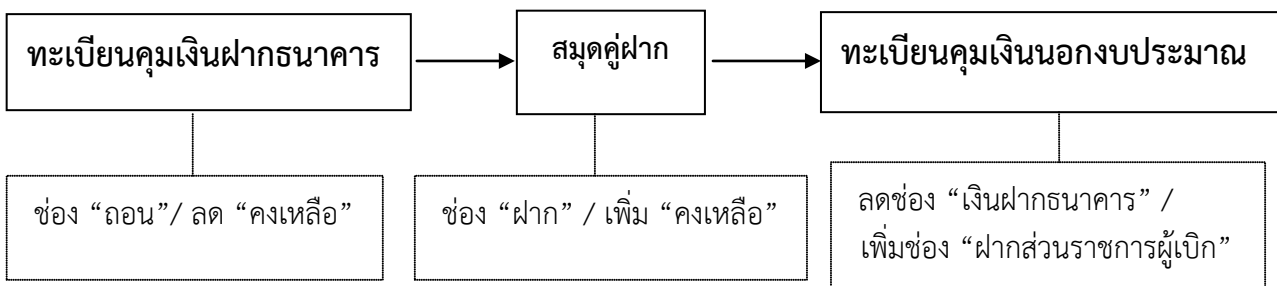 ทะเบียนคุมเงินฝากธนาคาร
สมุดคู่ฝาก
ทะเบียนคุมเงินนอกงบประมาณ
ช่อง “ถอน”/ ลด “คงเหลือ”
ช่อง “ฝาก” / เพิ่ม “คงเหลือ”
ลดช่อง “เงินฝากธนาคาร” /
เพิ่มช่อง “ฝากส่วนราชการผู้เบิก”